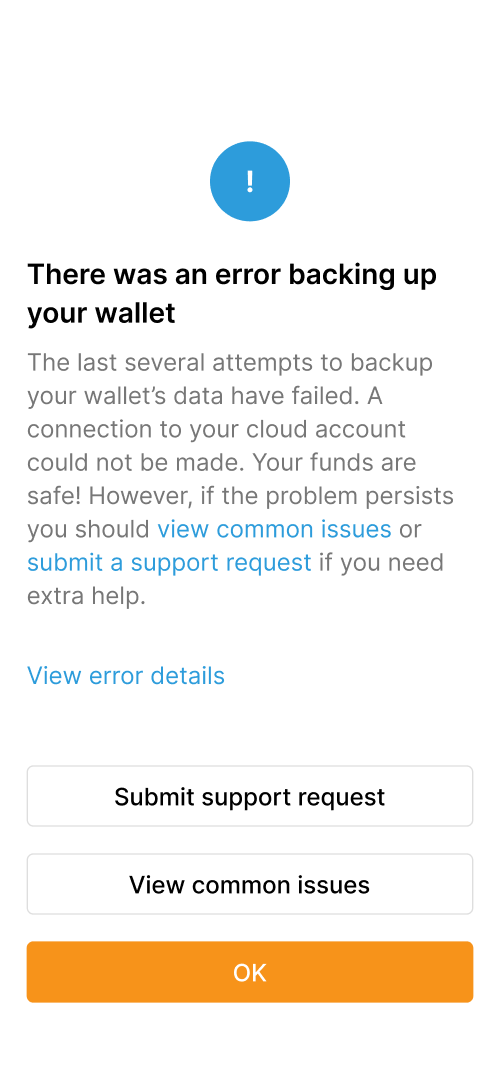 !
There was an error backing up
your wallet
The last several attempts to backup
your wallet’s data have failed. A
connection to your cloud account
could not be made. Your funds are
safe! However, if the problem persists
you should view common issues or
submit a support request if you need
extra help.
View error details
Submit support request
View common issues
OK